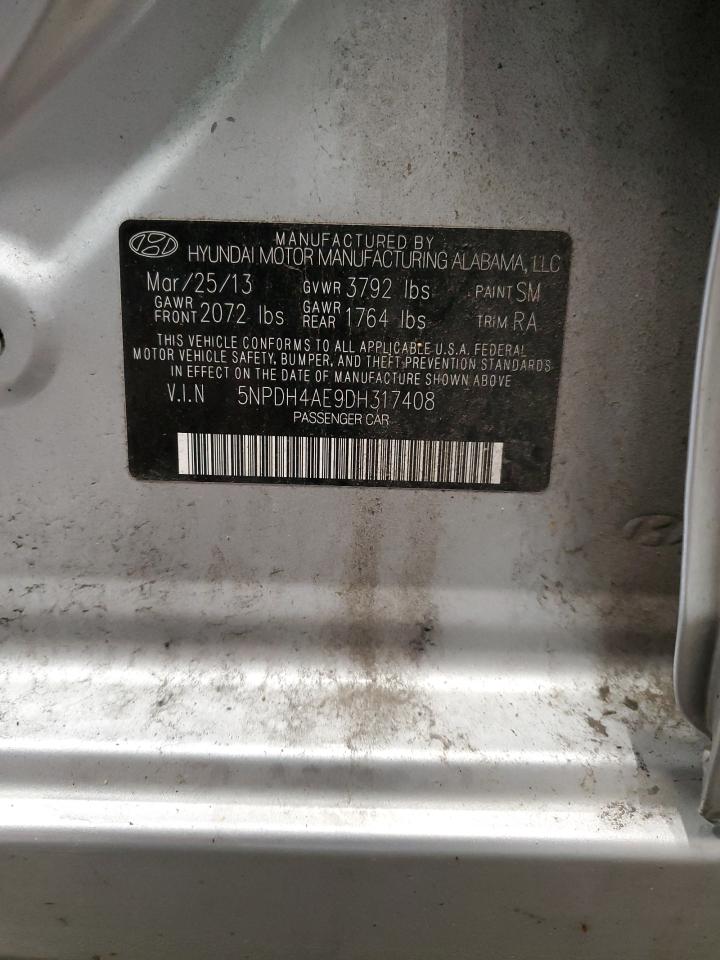 MANUFACTURED BY
HYUNDAI MOTOR MANUFACTURING ALABAMA, LLC
Mar/25/13 GVWR 3792 lbs PAINT SM
GAWR FRONT 2072 lbs GAWR REAR 1764 lbs TRIM RA
THIS VEHICLE CONFORMS TO ALL APPLICABLE U.S.A. FEDERAL
MOTOR VEHICLE SAFETY, BUMPER, AND THEFT PREVENTION STANDARDS
IN EFFECT ON THE DATE OF MANUFACTURE SHOWN ABOVE
V.I.N 5NPDH4AE9DH317408
PASSENGER CAR